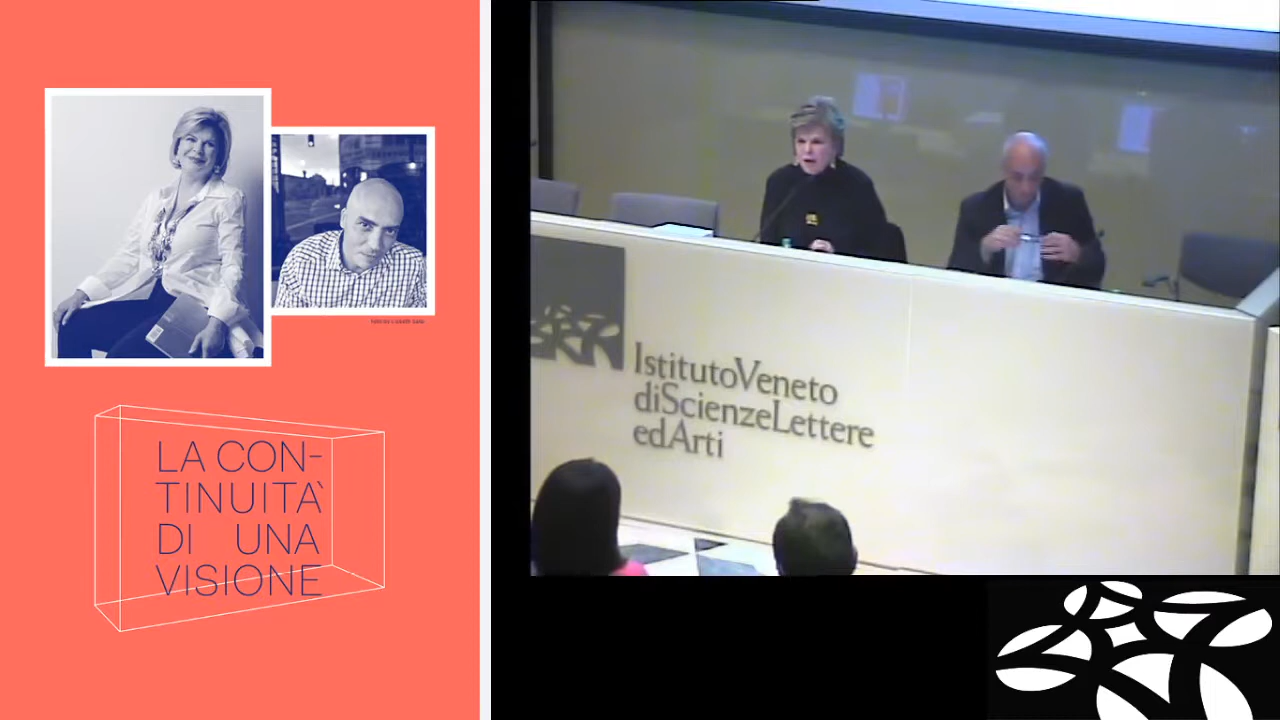 LA CON-
TINUITA`
DI UNA
VISIONE
IstitutoVeneto
diScienzeLettere
edArti